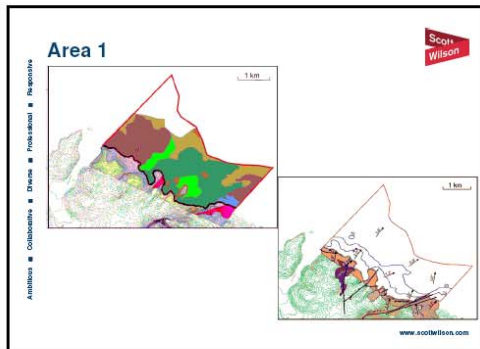 Area 1
Scott
Wilson
1 km
1 km
Ambitious ■ Collaborative ■ Diverse ■ Professional ■ Responsive
www.scottwilson.com